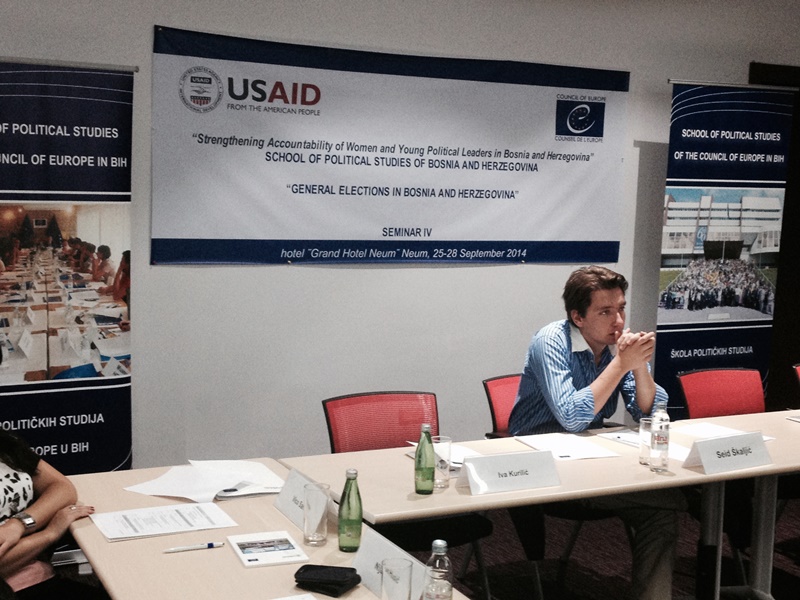 USAID
FROM THE AMERICAN PEOPLE
COUNCIL OF EUROPE
CONSEIL DE L'EUROPE
"Strengthening Accountability of Women and Young Political Leaders in Bosnia and Herzegovina"
SCHOOL OF POLITICAL STUDIES OF BOSNIA AND HERZEGOVINA
"GENERAL ELECTIONS IN BOSNIA AND HERZEGOVINA"
SEMINAR IV
hotel "Grand Hotel Neum" Neum, 25-28 September 2014
OF POLITICAL STUDIES
NCIL OF EUROPE IN BIH
POLITIČKIH STUDIJA
ROPE U BIH
SCHOOL OF POLITICAL STUDIES
OF THE COUNCIL OF EUROPE IN BIH
ŠKOLA POLITIČKIH STUDIJA
Iva Kurilić
Seid Škaljić